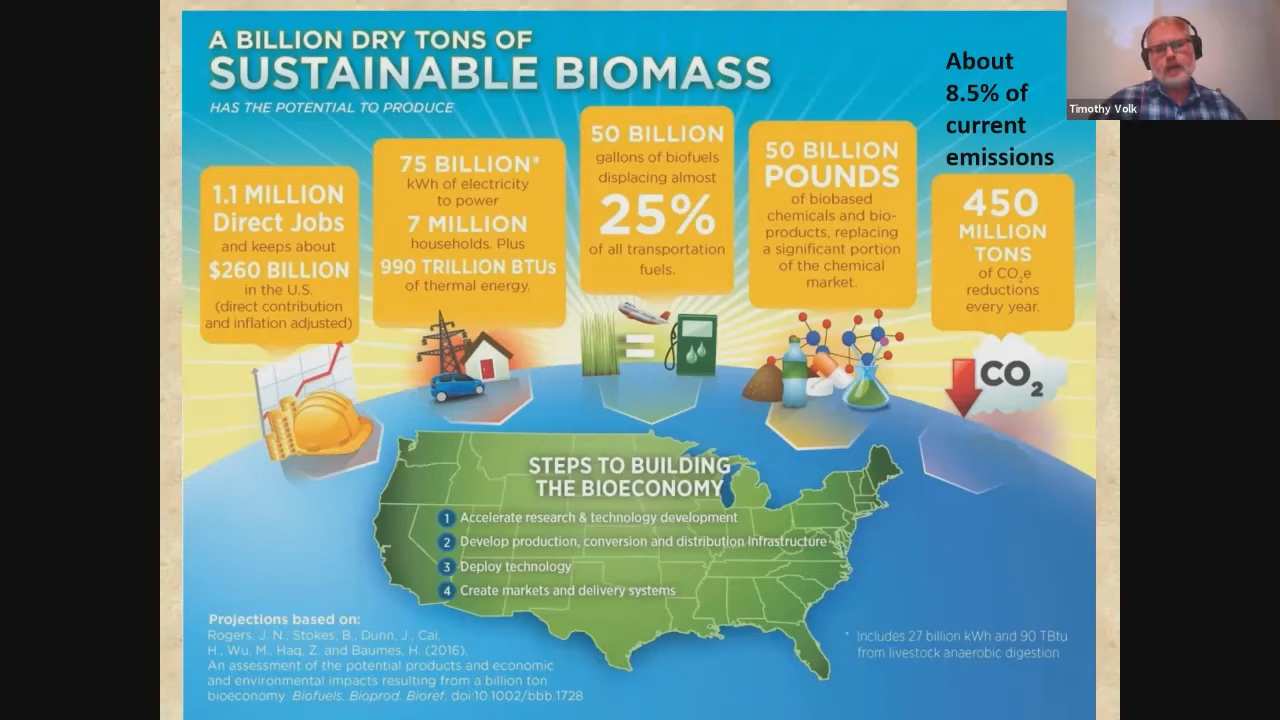 A BILLION DRY TONS OF
SUSTAINABLE BIOMASS
HAS THE POTENTIAL TO PRODUCE
1.1 MILLION
Direct Jobs
and keeps about
$260 BILLION
in the U.S.
(direct contribution
and inflation adjusted)
75 BILLION*
kWh of electricity
to power
7 MILLION
households. Plus
990 TRILLION BTUs
of thermal energy.
50 BILLION
gallons of biofuels
displacing almost
25%
of all transportation
fuels.
50 BILLION
POUNDS
of biobased
chemicals and bio-
products, replacing
a significant portion
of the chemical
market.
About
8.5% of
current
emissions
450
MILLION
TONS
of CO₂e
reductions
every year.
CO₂
Timothy Volk
STEPS TO BUILDING
THE BIOECONOMY
1 Accelerate research & technology development
2 Develop production, conversion and distribution infrastructure
3 Deploy technology
4 Create markets and delivery systems
Projections based on:
Rogers, J. N., Stokes, B., Dunn, J., Cai,
H., Wu, M., Haq, Z. and Baumes, H. (2016),
An assessment of the potential products and economic
and environmental impacts resulting from a billion ton
bioeconomy. Biofuels, Bioprod. Bioref. doi:10.1002/bbb.1728
* Includes 27 billion kWh and 90 TBtu
from livestock anaerobic digestion